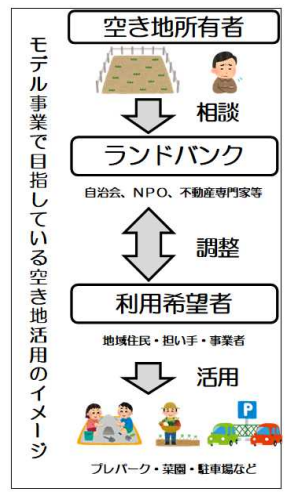 モデル事業で目指している空き地活用のイメージ
空き地所有者
相談
ランドバンク
自治会、NPO、不動産専門家等
調整
利用希望者
地域住民・担い手・事業者
活用
P
プレパーク・菜園・駐車場など